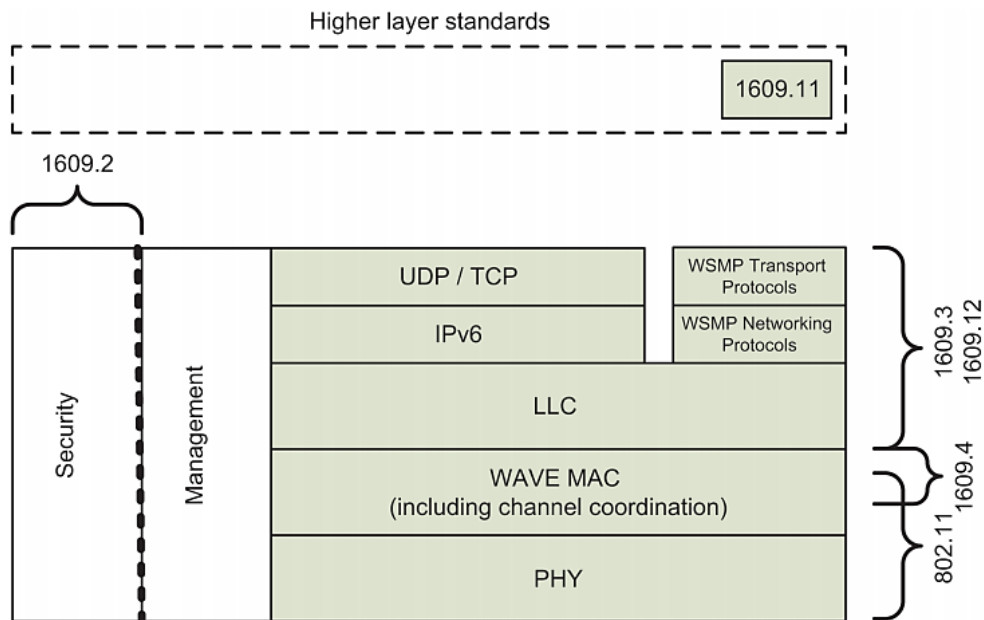 Higher layer standards
1609.11
1609.2
UDP / TCP
WSMP Transport
Protocols
IPv6
WSMP Networking
Protocols
1609.3
1609.12
Security
Management
LLC
WAVE MAC
(including channel coordination)
1609.4
PHY
802.11